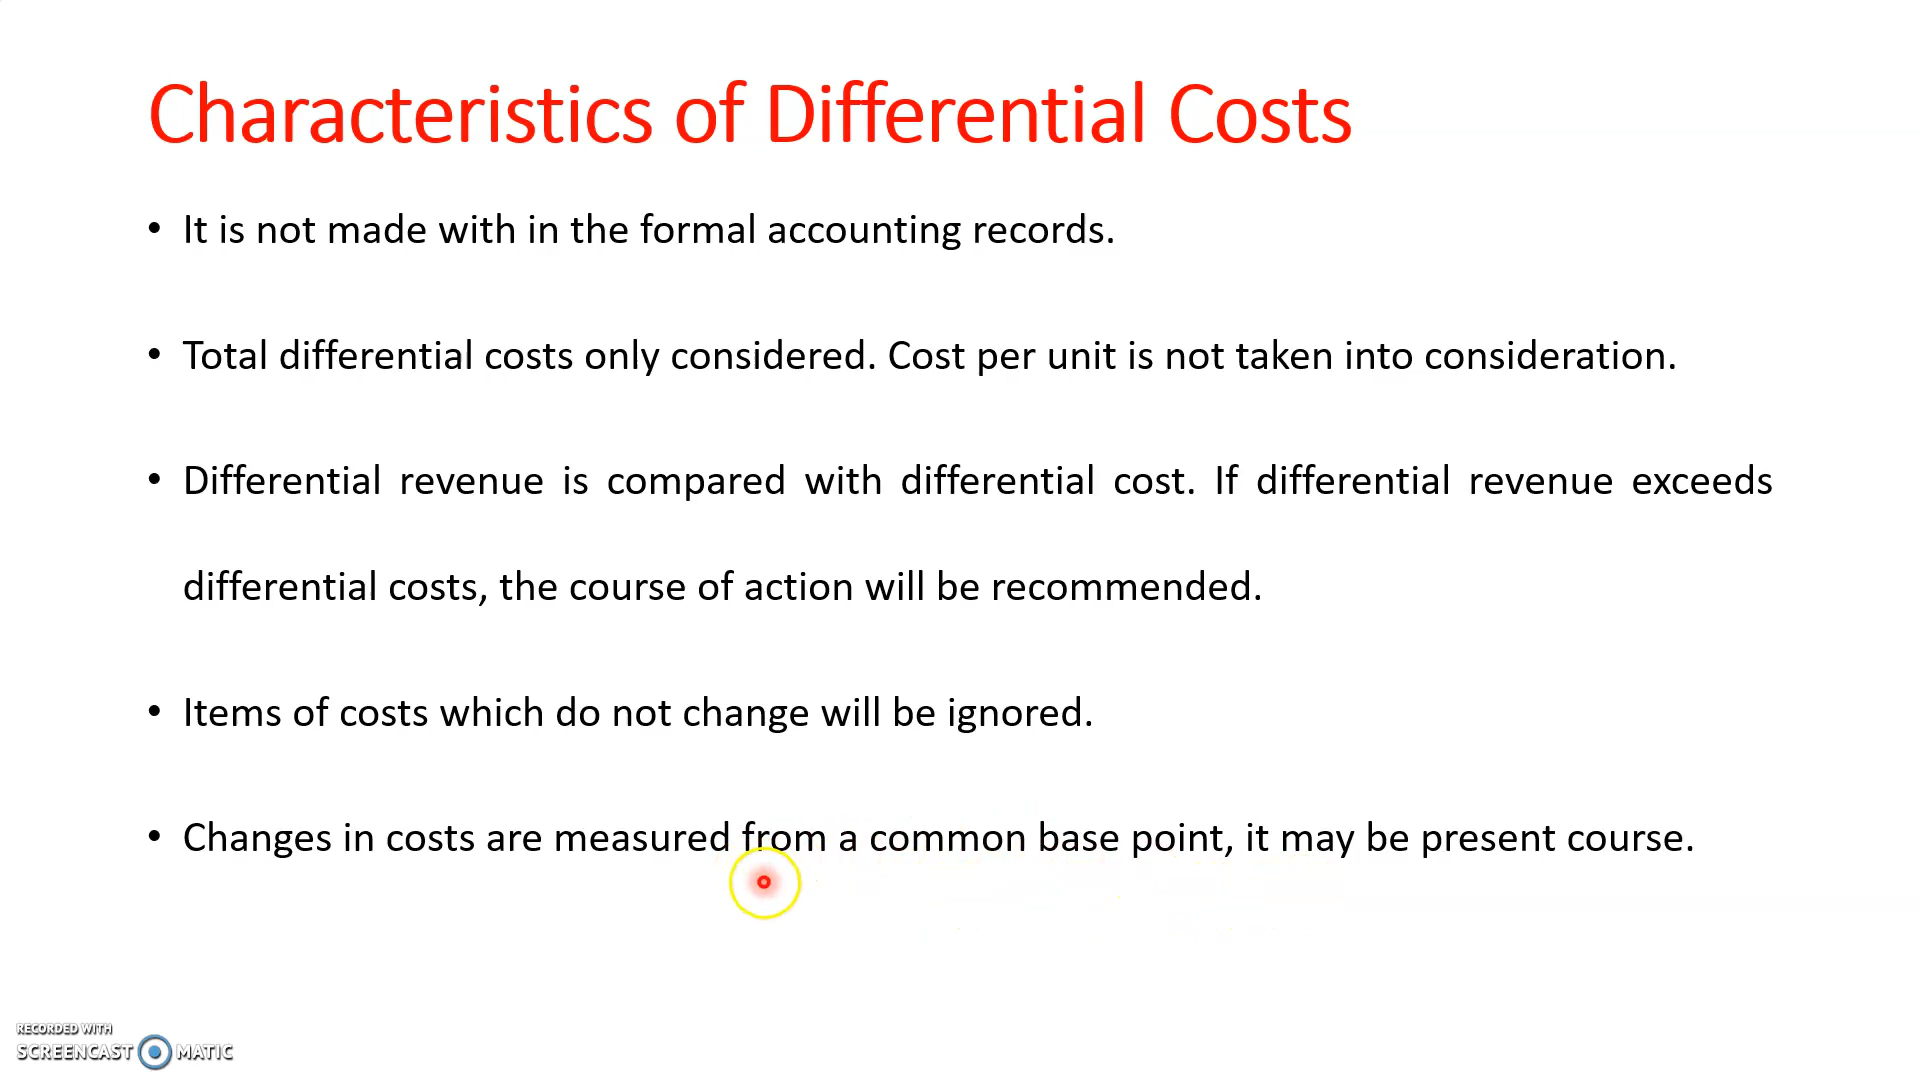 Characteristics of Differential Costs
• It is not made with in the formal accounting records.
• Total differential costs only considered. Cost per unit is not taken into consideration.
• Differential revenue is compared with differential cost. If differential revenue exceeds
differential costs, the course of action will be recommended.
• Items of costs which do not change will be ignored.
• Changes in costs are measured from a common base point, it may be present course.
RECORDED WITH
SCREENCAST MATIC